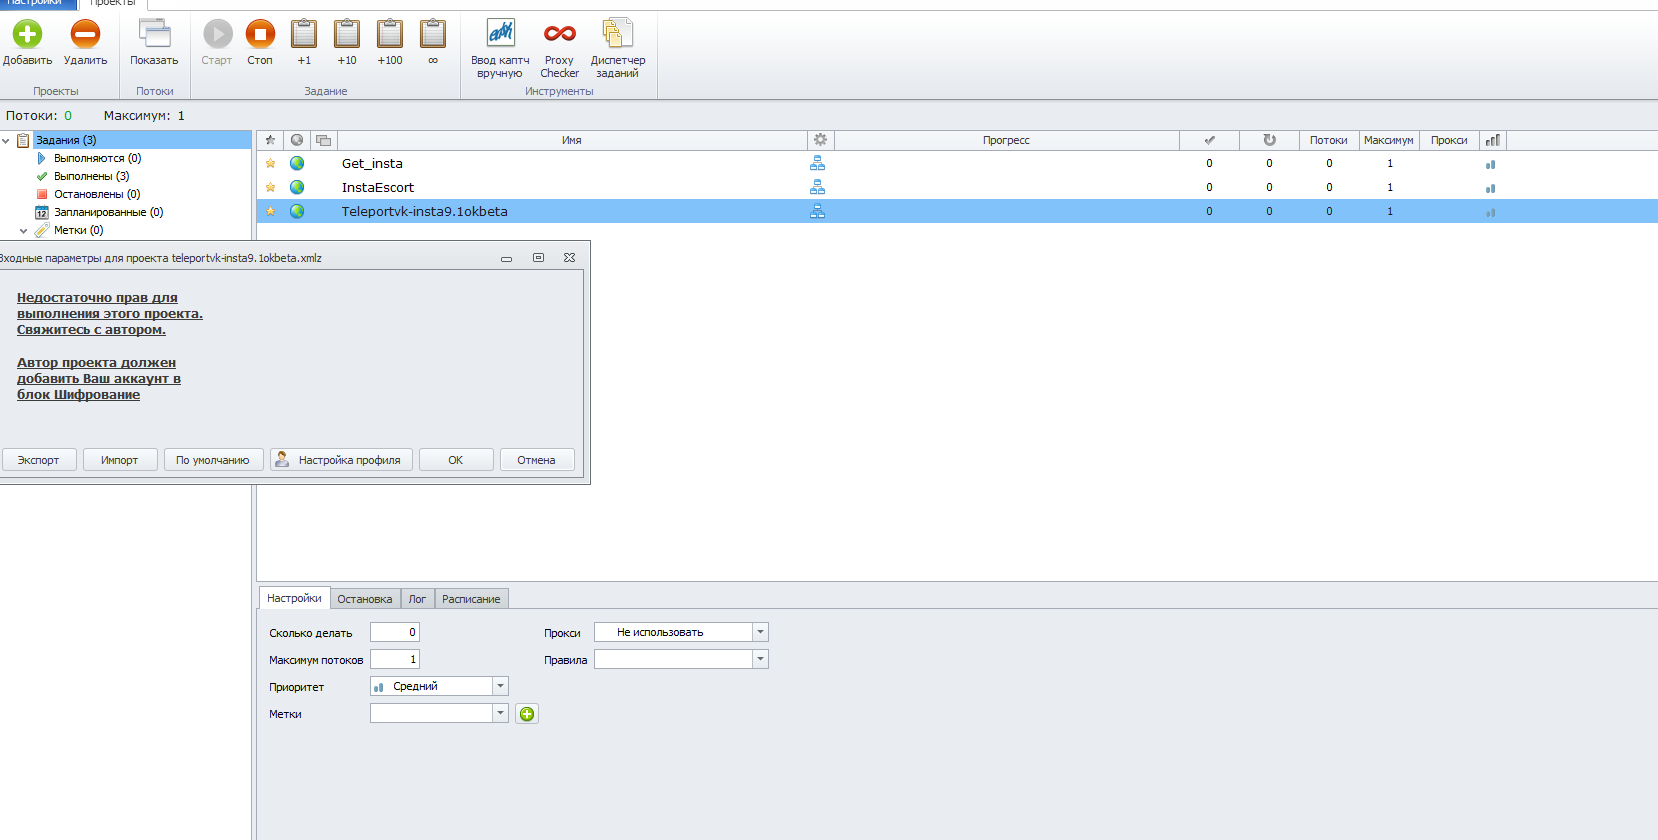 Настройки Проекты
Добавить Удалить Показать Старт Стоп +1 +10 +100 ∞ Ввод каптч вручную Proxy Checker Диспетчер заданий
Проекты Потоки Задание Инструменты
Потоки: 0 Максимум: 1
Задания (3)
Выполняются (0)
Выполнены (3)
Остановлены (0)
12 Запланированные (0)
Метки (0)
Имя Прогресс Потоки Максимум Прокси
Get_insta 0 0 0 1
InstaEscort 0 0 0 1
Teleportvk-insta9.1okbeta 0 0 0 1
Входные параметры для проекта teleportvk-insta9.1okbeta.xmlz
Недостаточно прав для
выполнения этого проекта.
Свяжитесь с автором.
Автор проекта должен
добавить Ваш аккаунт в
блок Шифрование
Экспорт Импорт По умолчанию Настройка профиля ОК Отмена
Настройки Остановка Лог Расписание
Сколько делать 0 Прокси Не использовать
Максимум потоков 1 Правила
Приоритет Средний
Метки